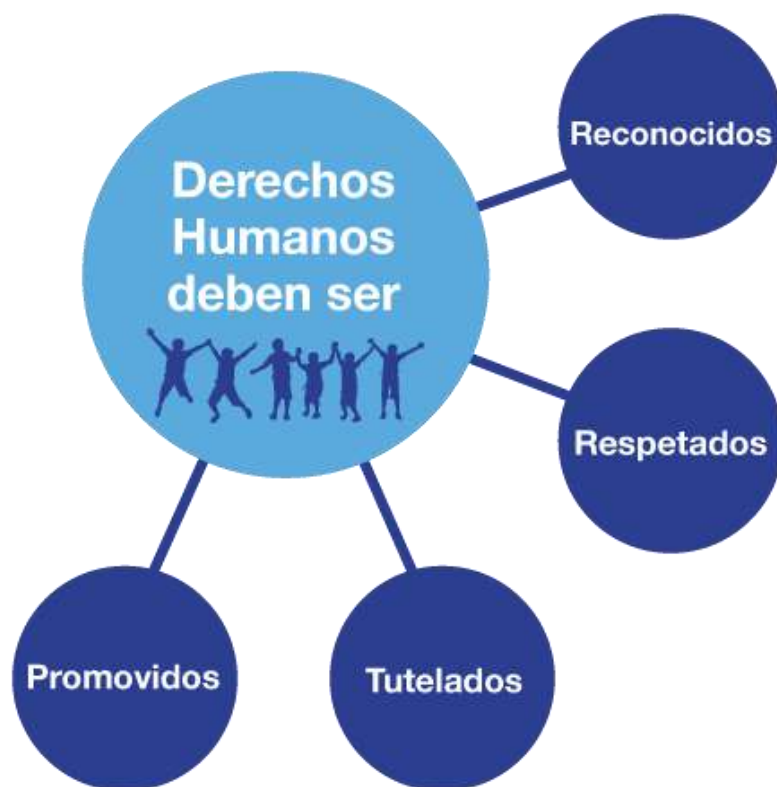 Derechos
Humanos
deben ser
Reconocidos
Respetados
Tutelados
Promovidos